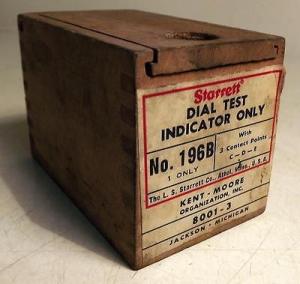 Starrett
DIAL TEST
INDICATOR ONLY
No. 196B
1 ONLY
With
3 Contact Points
C-D-E
The L. S. Starrett Co., Athol, Mass., U.S.A.
KENT-MOORE
ORGANIZATION, INC.
8001-3
JACKSON-MICHIGAN